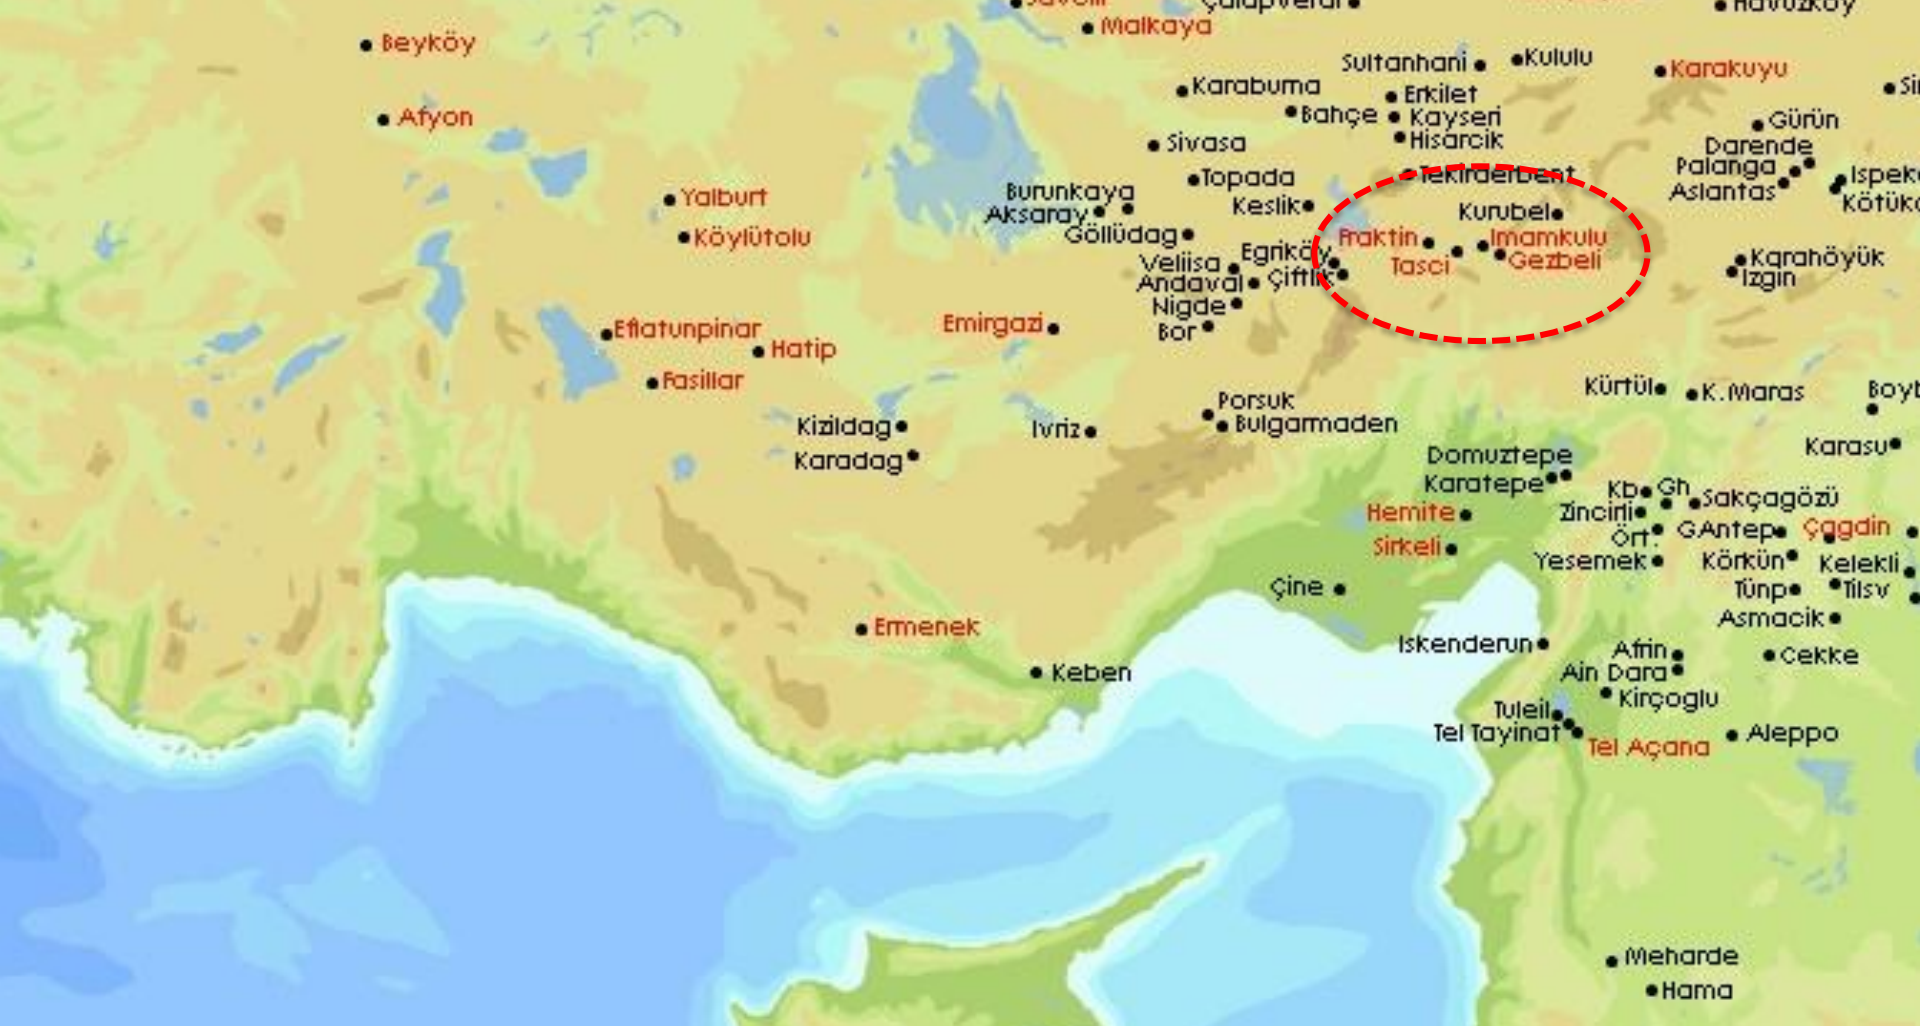 Malkaya
Beyköy
Sultanhani
Kululu
Karakuyu
Karaburna
Erkilet
Afyon
Bahçe
Kayseri
Gürün
Sivasa
Hisarcik
Darende
Topada
Tekirderbent
Palanga
Yalburt
Burunkaya
Keslik
Aslantas
Aksaray
Kurubel
Köylütolu
Göllüdag
Fraktin
Imamkulu
Egriköy
Tasci
Gezbeli
Karahöyük
Veliisa
Andaval
Çiftlik
Izgin
Nigde
Eflatunpinar
Emirgazi
Bor
Hatip
Fasillar
Kürtül
K.Maras
Porsuk
Kizildag
Ivriz
Bulgarmaden
Karadag
Karasu
Domuztepe
Karatepe
Kb
Gh
Sakçagözü
Hemite
Zincirli
Ört.
GAntep
Çagdin
Sirkeli
Yesemek
Körkün
Kelekli
Çine
Tünp
Tilsv
Asmacik
Ermenek
Iskenderun
Afrin
Cekke
Keben
Ain Dara
Kirçoglu
Tuleil
Tel Tayinat
Tel Açana
Aleppo
Meharde
Hama